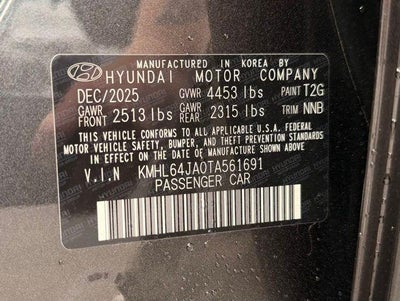 MANUFACTURED IN KOREA BY
HYUNDAI MOTOR COMPANY
DEC/2025 GVWR 4453 lbs PAINT T2G
GAWR FRONT 2513 lbs GAWR REAR 2315 lbs TRIM NNB
THIS VEHICLE CONFORMS TO ALL APPLICABLE U.S.A. FEDERAL
MOTOR VEHICLE SAFETY, BUMPER, AND THEFT PREVENTION
STANDARDS IN EFFECT ON THE DATE OF MANUFACTURE SHOWN ABOVE.
V.I.N KMHL64JA0TA561691
PASSENGER CAR